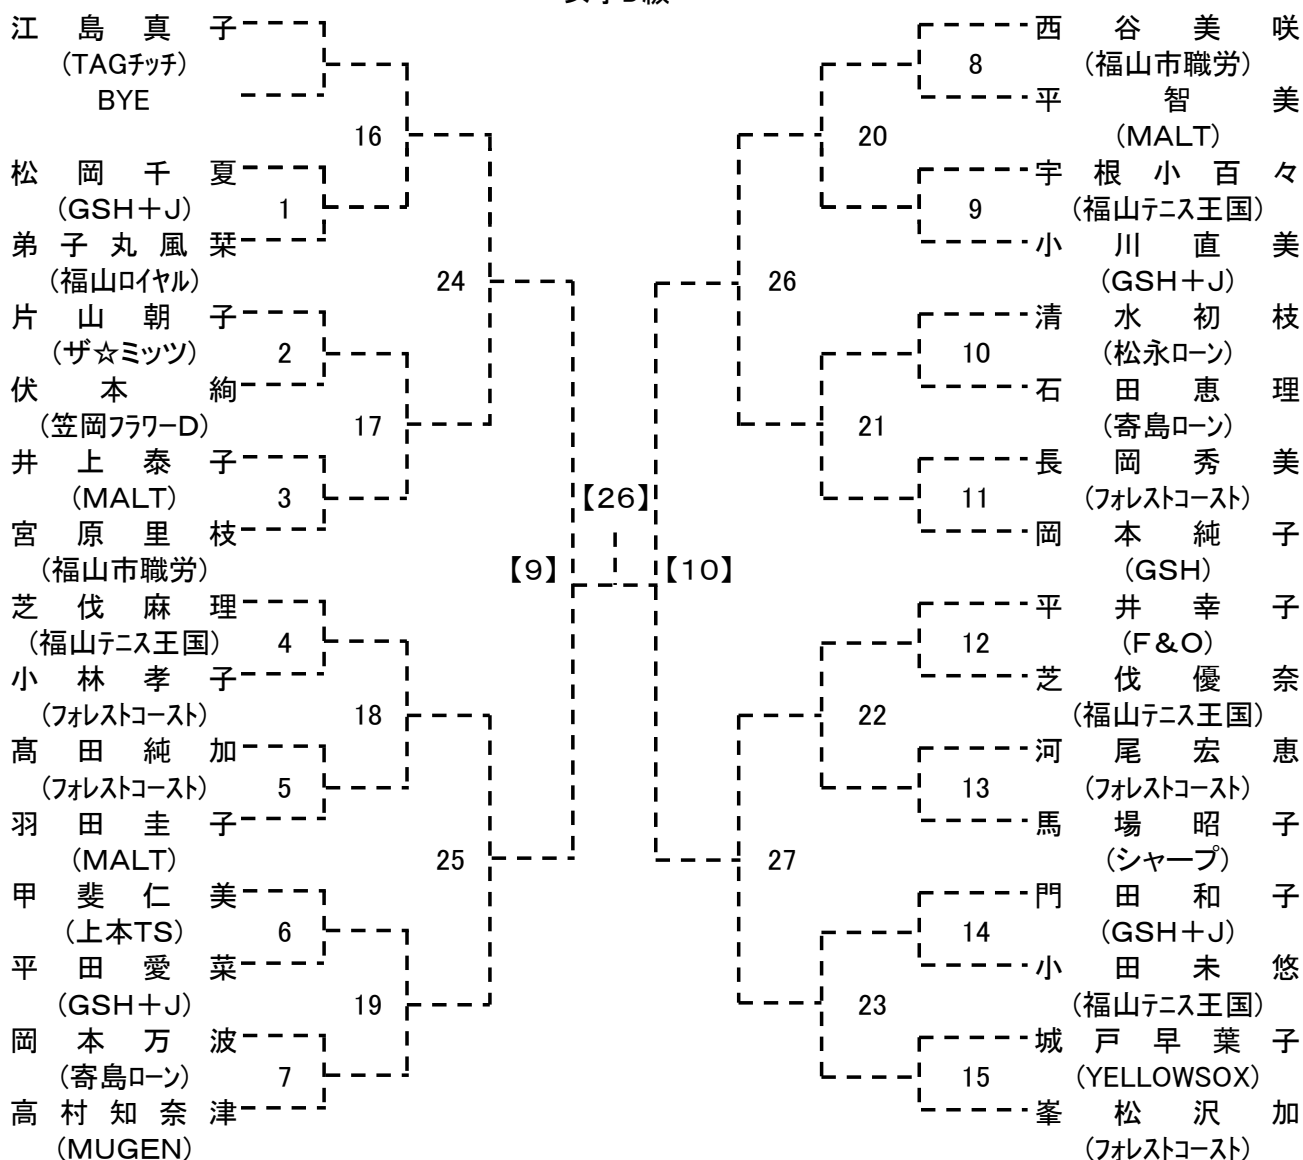 江島真子
(TAGチッチ)
BYE
16
松岡千夏
(GSH＋J)
1
弟子丸風栞
(福山ロイヤル)
24
片山朝子
(ザ☆ミッツ)
2
伏本絢
(笠岡フラワーD)
17
井上泰子
(MALT)
3
宮原里枝
(福山市職労)
芝伐麻理
(福山テニス王国)
4
小林孝子
(フォレストコースト)
18
髙田純加
(フォレストコースト)
5
羽田圭子
(MALT)
25
甲斐仁美
(上本TS)
6
平田愛菜
(GSH＋J)
19
岡本万波
(寄島ローン)
7
高村知奈津
(MUGEN)
【9】
【26】
【10】
西谷美咲
8
(福山市職労)
平智美
20
(MALT)
宇根小百々
9
(福山テニス王国)
小川直美
26
(GSH＋J)
清水初枝
10
(松永ローン)
石田恵理
21
(寄島ローン)
長岡秀美
11
(フォレストコースト)
岡本純子
(GSH)
平井幸子
12
(F＆O)
芝伐優奈
22
(福山テニス王国)
河尾宏恵
13
(フォレストコースト)
馬場昭子
27
(シャープ)
門田和子
14
(GSH＋J)
小田未悠
23
(福山テニス王国)
城戸早葉子
15
(YELLOWSOX)
峯松沢加
(フォレストコースト)